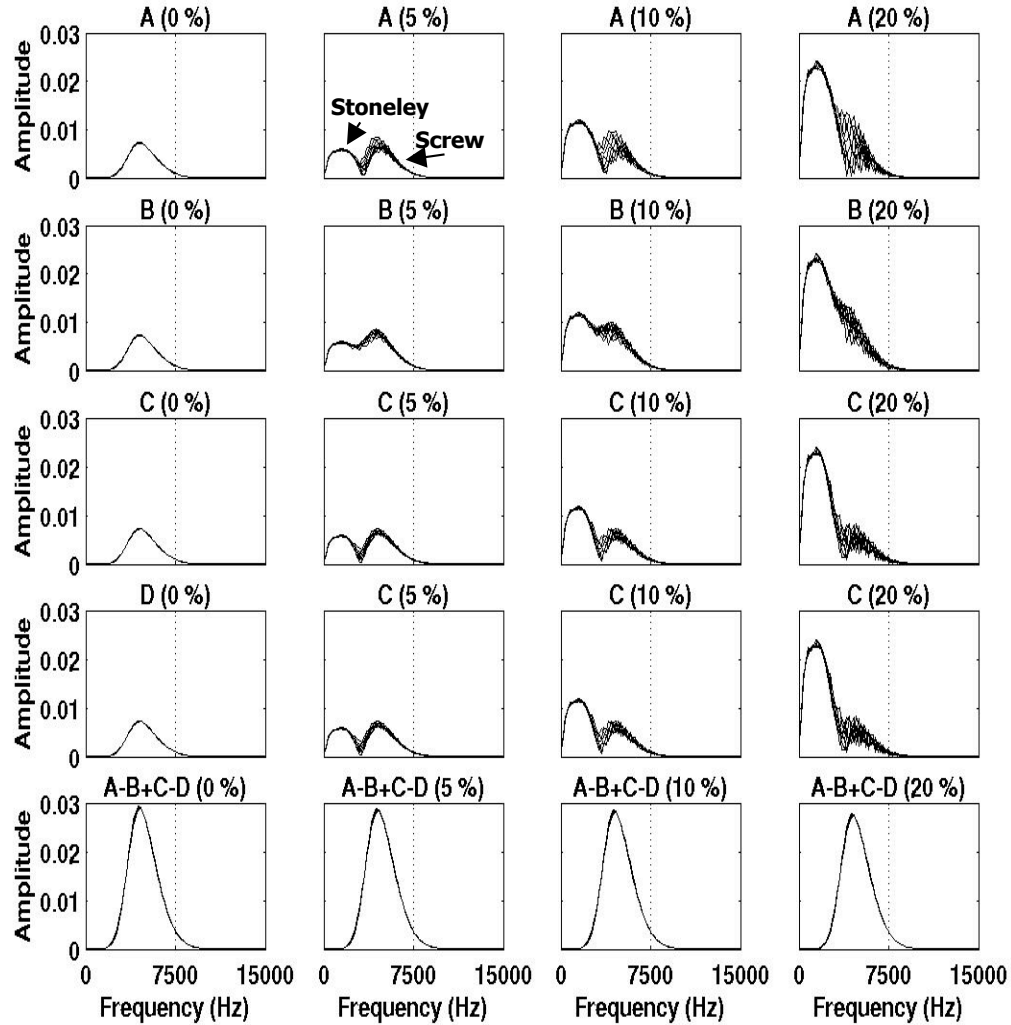 A (0 %) A (5 %) A (10 %) A (20 %)
Amplitude
0.03
0.02
0.01
0
Stoneley
Screw
B (0 %) B (5 %) B (10 %) B (20 %)
Amplitude
0.03
0.02
0.01
0
C (0 %) C (5 %) C (10 %) C (20 %)
Amplitude
0.03
0.02
0.01
0
D (0 %) C (5 %) C (10 %) C (20 %)
Amplitude
0.03
0.02
0.01
0
A-B+C-D (0 %) A-B+C-D (5 %) A-B+C-D (10 %) A-B+C-D (20 %)
Amplitude
0.03
0.02
0.01
0
0 7500 15000 0 7500 15000 0 7500 15000 0 7500 15000
Frequency (Hz) Frequency (Hz) Frequency (Hz) Frequency (Hz)